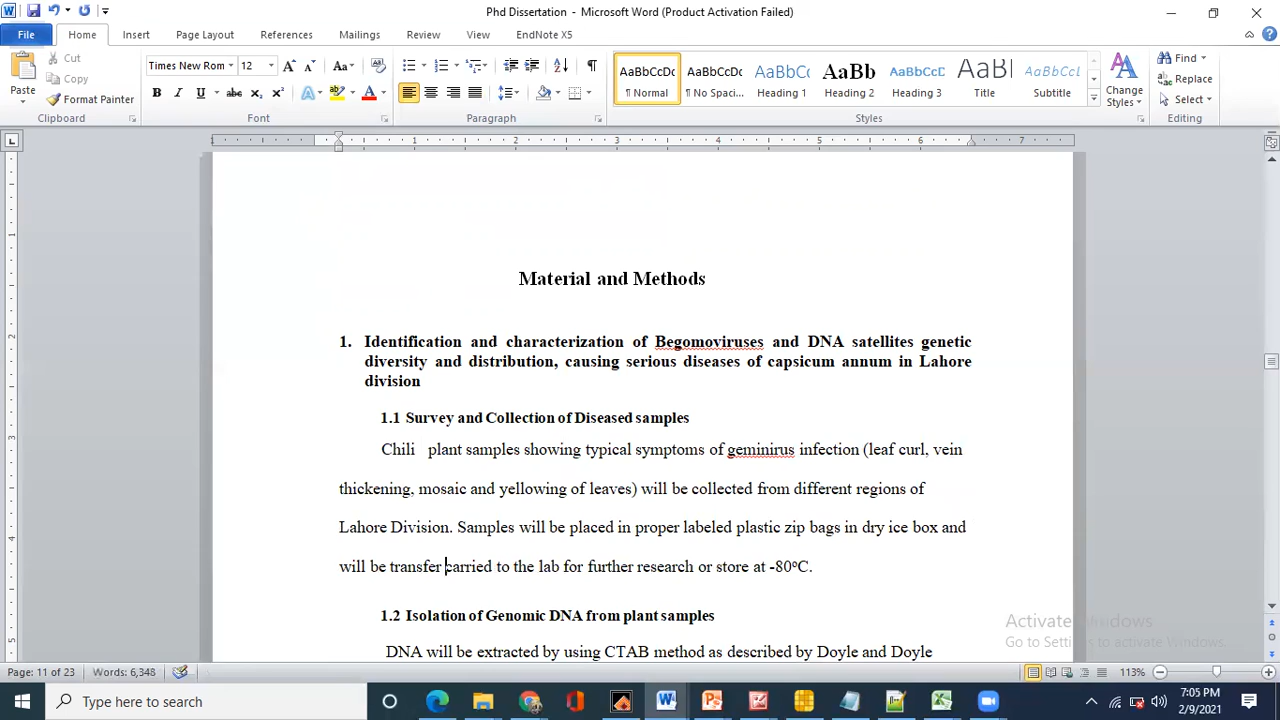 Phd Dissertation - Microsoft Word (Product Activation Failed)
File Home Insert Page Layout References Mailings Review View EndNote X5
Paste
Cut
Copy
Format Painter
Clipboard
Times New Rom 12
Font
Paragraph
AaBbCcDc AaBbCcDc AaBbCc AaBb AaBbCcD AaBl AaBbCcL
¶ Normal ¶ No Spaci... Heading 1 Heading 2 Heading 3 Title Subtitle
Styles
Change Styles
Find
Replace
Select
Editing
Material and Methods
1. Identification and characterization of Begomoviruses and DNA satellites genetic
diversity and distribution, causing serious diseases of capsicum annum in Lahore
division
1.1 Survey and Collection of Diseased samples
Chili plant samples showing typical symptoms of geminirus infection (leaf curl, vein
thickening, mosaic and yellowing of leaves) will be collected from different regions of
Lahore Division. Samples will be placed in proper labeled plastic zip bags in dry ice box and
will be transfer carried to the lab for further research or store at -80ºC.
1.2 Isolation of Genomic DNA from plant samples
DNA will be extracted by using CTAB method as described by Doyle and Doyle
Activate Windows
Go to Settings to activate Windows.
Page: 11 of 23 Words: 6,348 113%
Type here to search
7:05 PM
2/9/2021